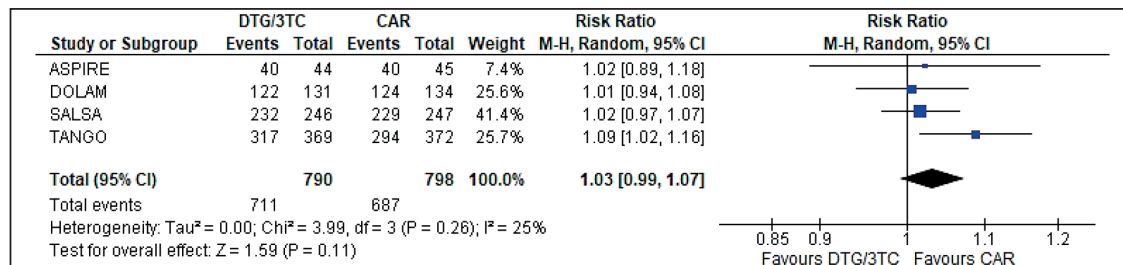 DTG/3TC CAR Risk Ratio Risk Ratio
Study or Subgroup Events Total Events Total Weight M-H, Random, 95% CI M-H, Random, 95% CI
ASPIRE 40 44 40 45 7.4% 1.02 [0.89, 1.18]
DOLAM 122 131 124 134 25.6% 1.01 [0.94, 1.08]
SALSA 232 246 229 247 41.4% 1.02 [0.97, 1.07]
TANGO 317 369 294 372 25.7% 1.09 [1.02, 1.16]
Total (95% CI) 790 798 100.0% 1.03 [0.99, 1.07]
Total events 711 687
Heterogeneity: Tau² = 0.00; Chi² = 3.99, df = 3 (P = 0.26); I² = 25%
Test for overall effect: Z = 1.59 (P = 0.11)
0.85 0.9 1 1.1 1.2
Favours DTG/3TC Favours CAR